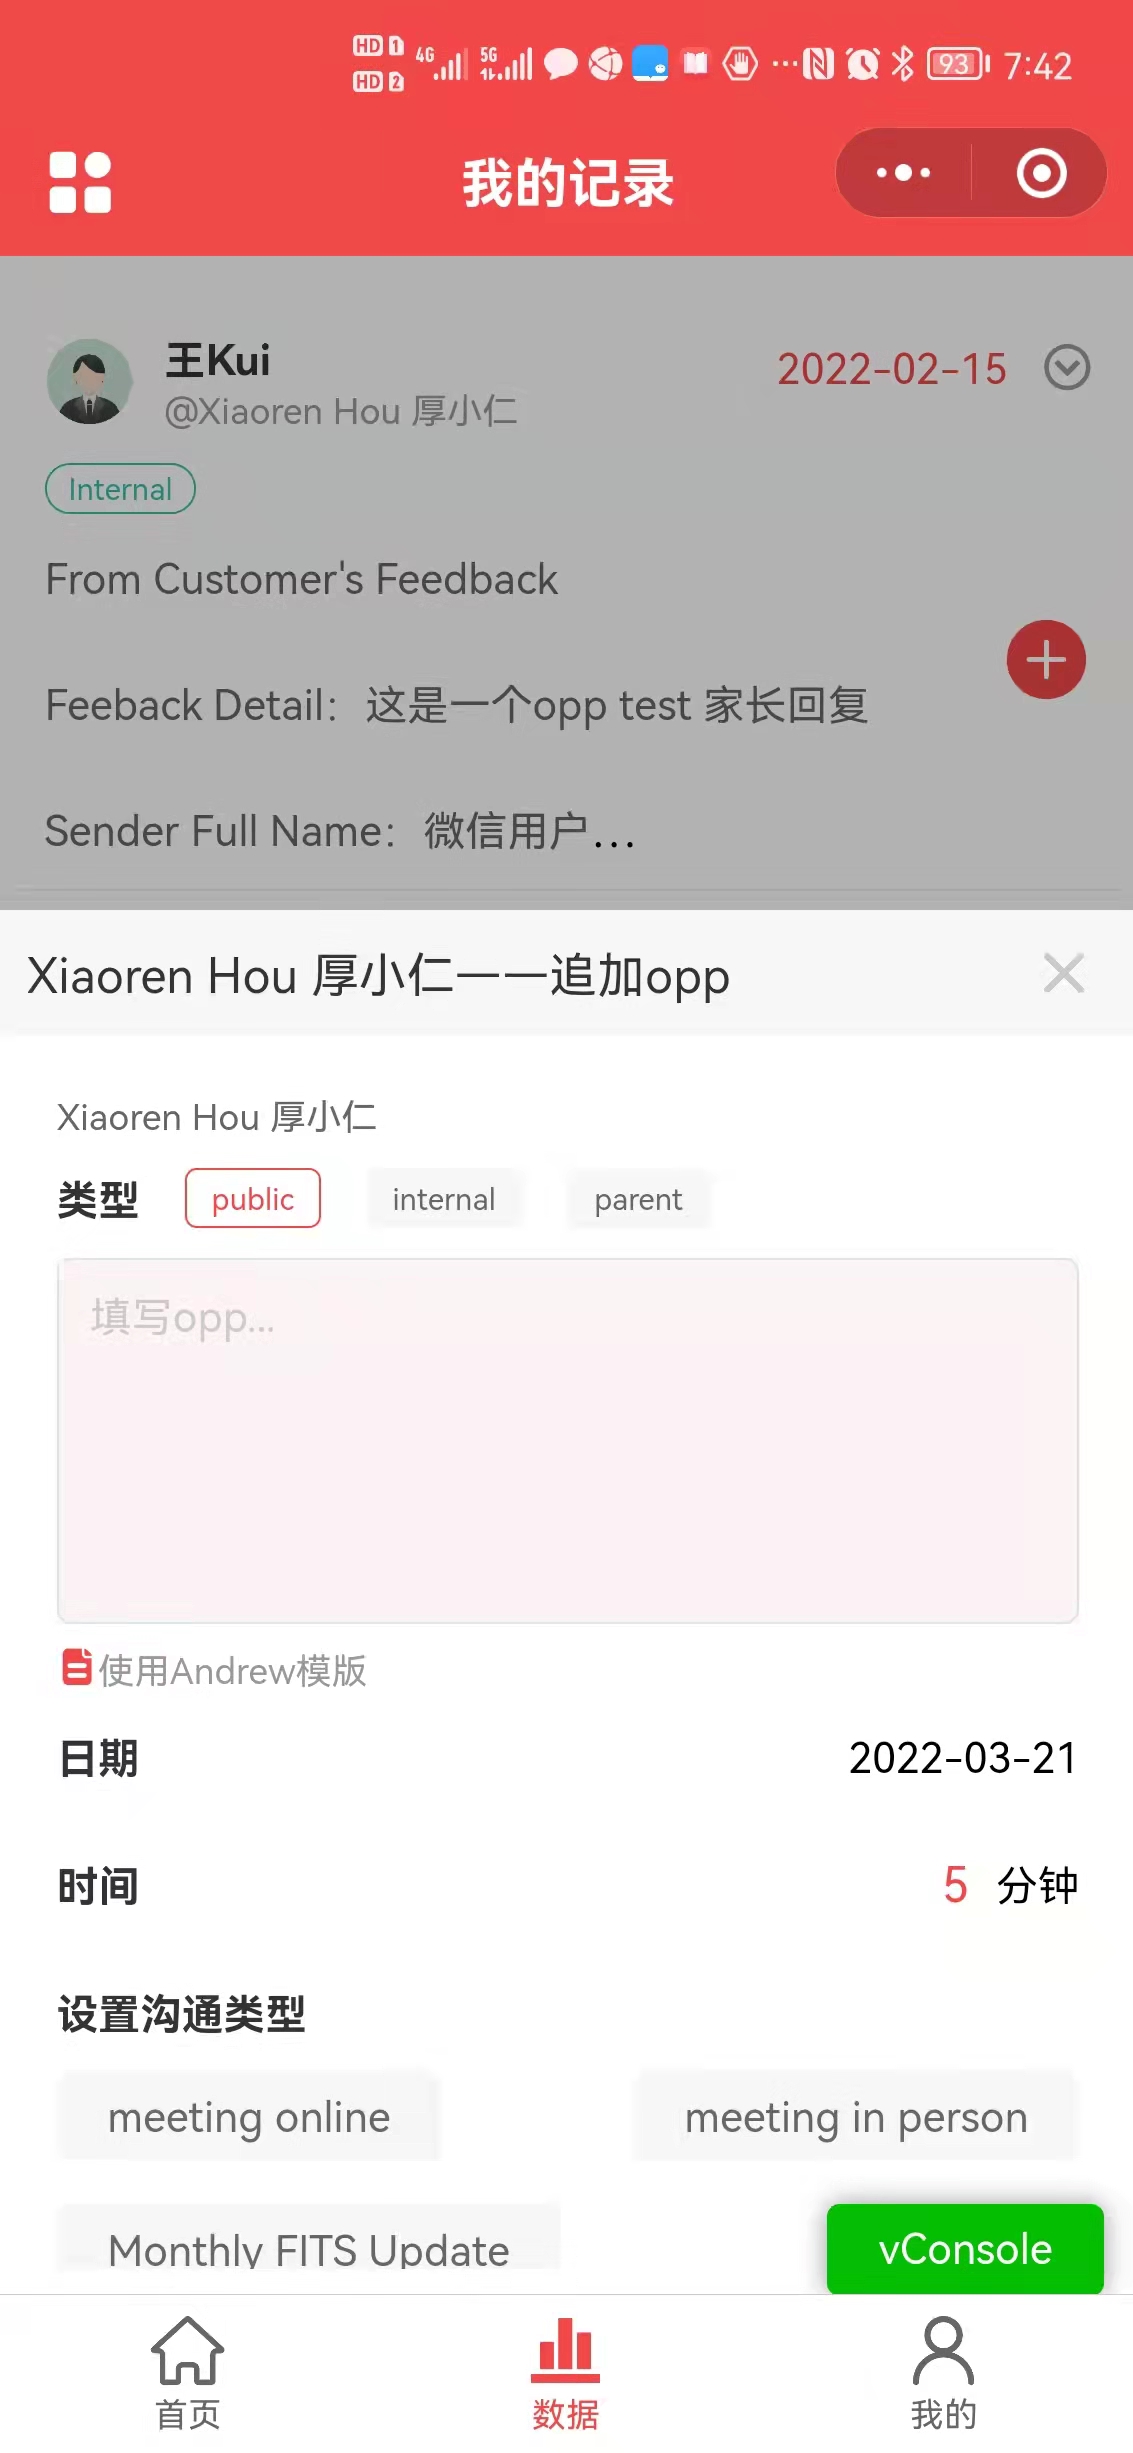 HD 1 4G 5G 93 7:42
HD 2
我的记录
王Kui
2022-02-15
@Xiaoren Hou 厚小仁
Internal
From Customer's Feedback
Feeback Detail：这是一个opp test 家长回复
Sender Full Name：微信用户...
Xiaoren Hou 厚小仁——追加opp
Xiaoren Hou 厚小仁
类型 public internal parent
填写opp...
使用Andrew模版
日期 2022-03-21
时间 5 分钟
设置沟通类型
meeting online meeting in person
Monthly FITS Update
vConsole
首页 数据 我的